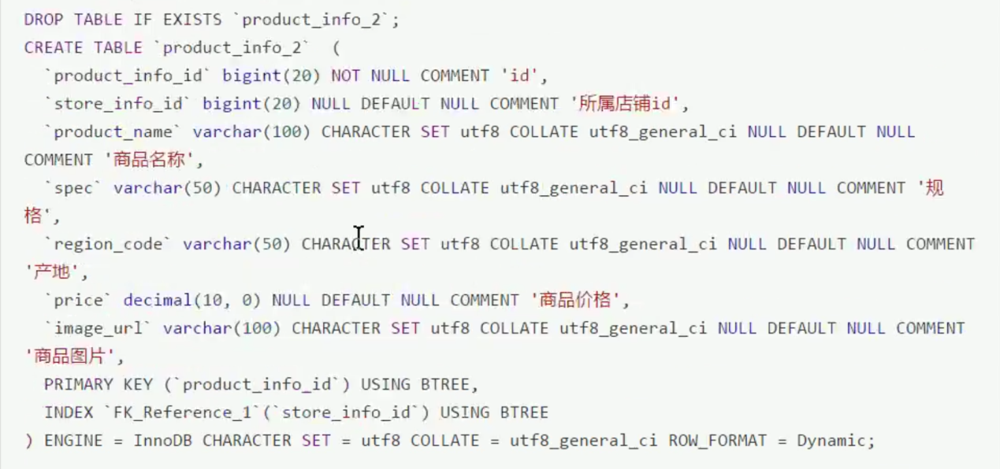 DROP TABLE IF EXISTS `product_info_2`;
CREATE TABLE `product_info_2`  (
  `product_info_id` bigint(20) NOT NULL COMMENT 'id',
  `store_info_id` bigint(20) NULL DEFAULT NULL COMMENT '所属店铺id',
  `product_name` varchar(100) CHARACTER SET utf8 COLLATE utf8_general_ci NULL DEFAULT NULL
COMMENT '商品名称',
  `spec` varchar(50) CHARACTER SET utf8 COLLATE utf8_general_ci NULL DEFAULT NULL COMMENT '规
格',
  `region_code` varchar(50) CHARACTER SET utf8 COLLATE utf8_general_ci NULL DEFAULT NULL COMMENT
'产地',
  `price` decimal(10, 0) NULL DEFAULT NULL COMMENT '商品价格',
  `image_url` varchar(100) CHARACTER SET utf8 COLLATE utf8_general_ci NULL DEFAULT NULL COMMENT
'商品图片',
  PRIMARY KEY (`product_info_id`) USING BTREE,
  INDEX `FK_Reference_1`(`store_info_id`) USING BTREE
) ENGINE = InnoDB CHARACTER SET = utf8 COLLATE = utf8_general_ci ROW_FORMAT = Dynamic;